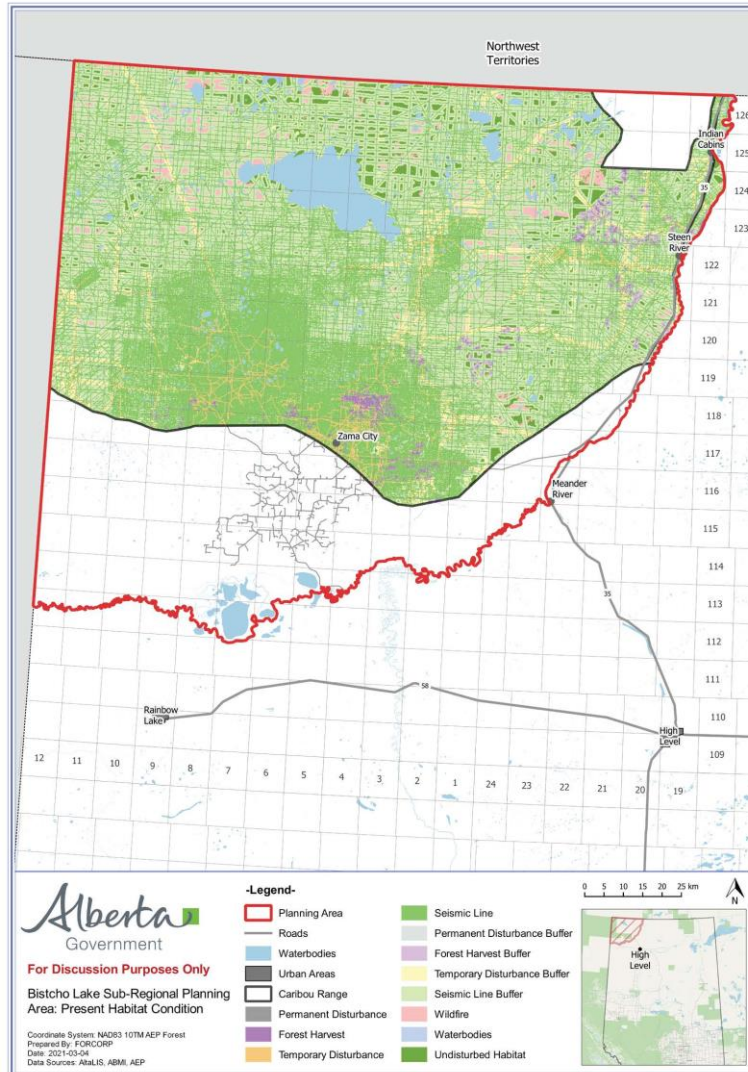 Northwest
Territories
126
Indian
Cabins
125
35
124
123
Steen
River
122
121
120
119
118
Zama City
117
Meander
River
116
115
114
35
113
112
111
58
Rainbow
Lake
110
High
Level
109
12 11 10 9 8 7 6 5 4 3 2 1 24 23 22 21 20 19
Alberta
Government
For Discussion Purposes Only
Bistcho Lake Sub-Regional Planning
Area: Present Habitat Condition
Coordinate System: NAD83 10TM AEP Forest
Prepared By: FORCORP
Date: 2021-03-04
Data Sources: AltaLIS, ABMI, AEP
-Legend-
Planning Area
Roads
Waterbodies
Urban Areas
Caribou Range
Permanent Disturbance
Forest Harvest
Temporary Disturbance
Seismic Line
Permanent Disturbance Buffer
Forest Harvest Buffer
Temporary Disturbance Buffer
Seismic Line Buffer
Wildfire
Waterbodies
Undisturbed Habitat
0 5 10 15 20 25 km
N
High
Level